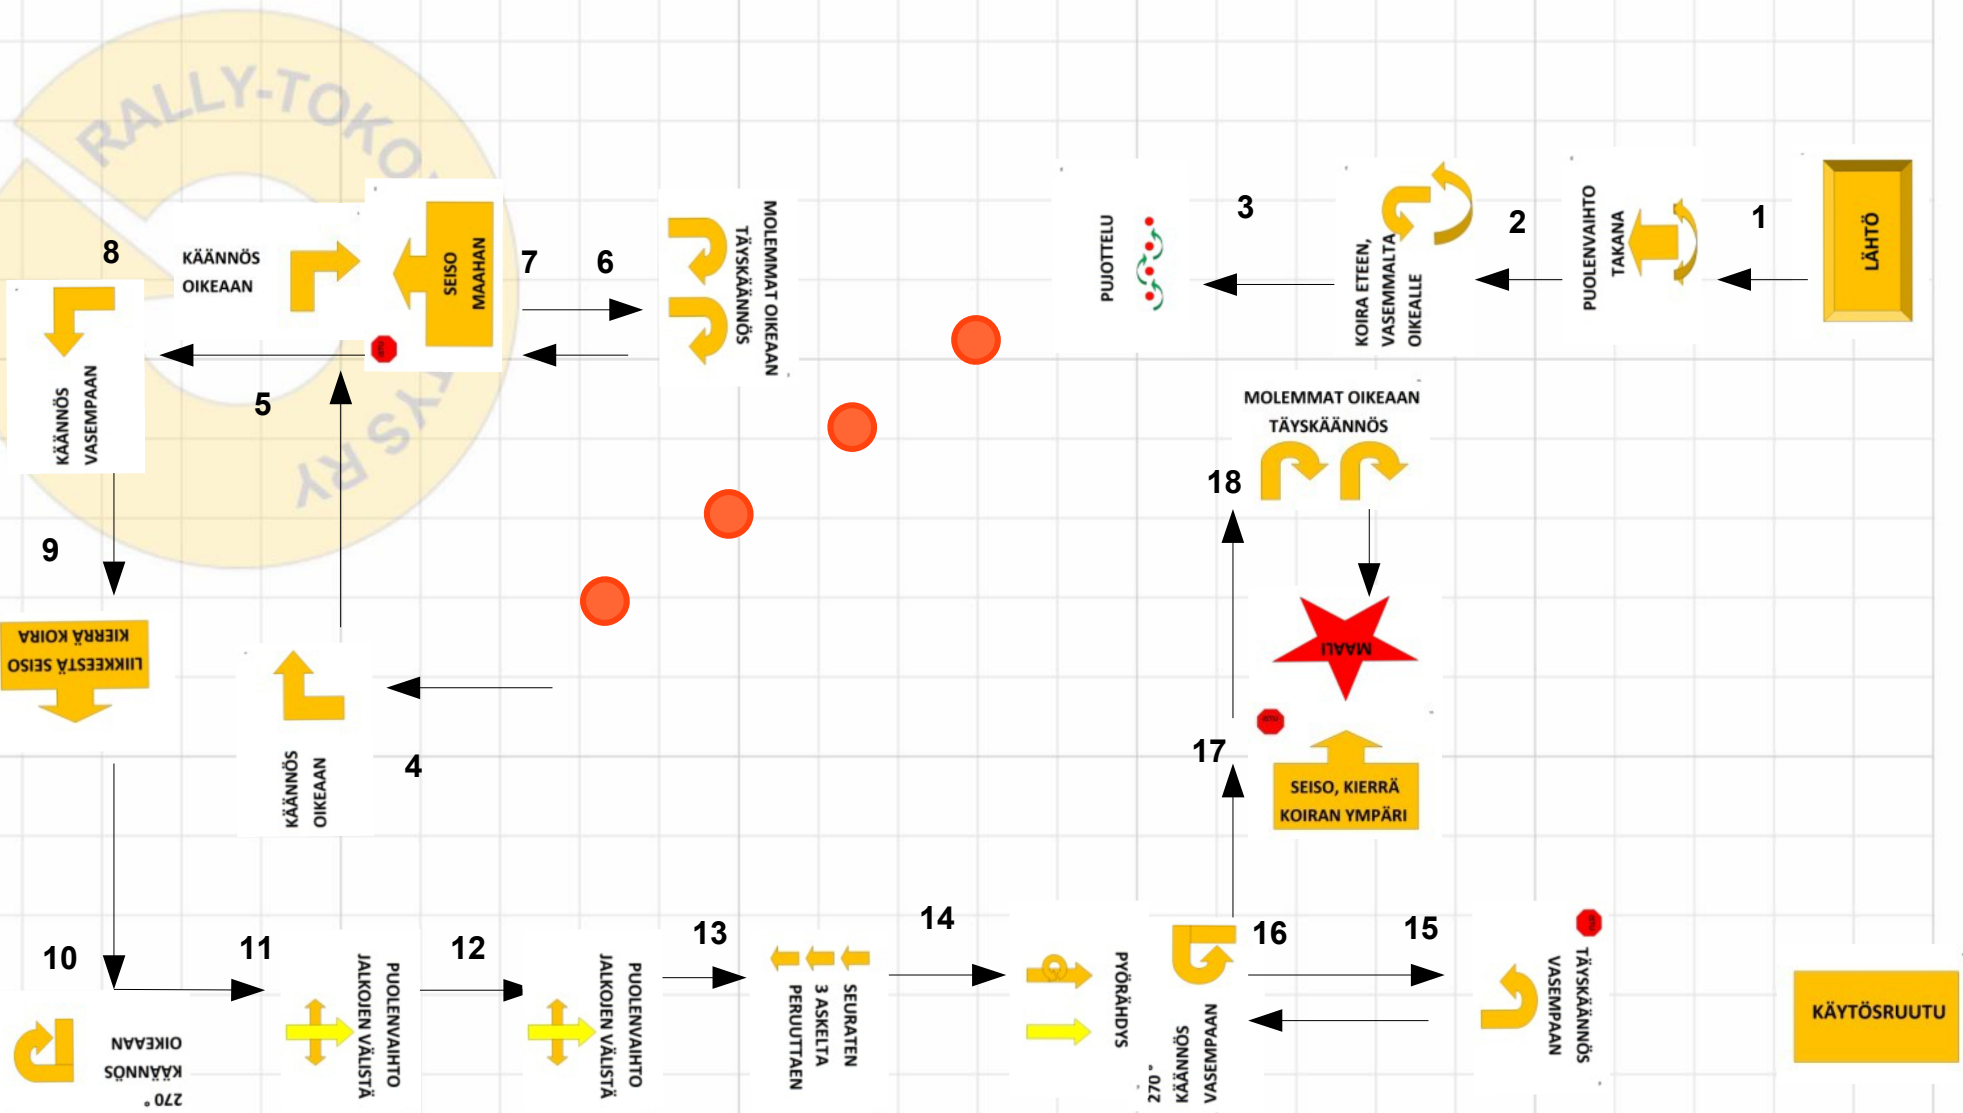 RALLY-TOKO
YS RY
8
KÄÄNNÖS
OIKEAAN
SEISO
MAAHAN
7
6
MOLEMMAT OIKEAAN
TÄYSKÄÄNNÖS
PUJOTTELU
3
KOIRA ETEEN,
VASEMMALTA
OIKEALLE
2
PUOLENVAIHTO
TAKANA
1
LÄHTÖ
KÄÄNNÖS
VASEMPAAN
5
MOLEMMAT OIKEAAN
TÄYSKÄÄNNÖS
18
9
LIIKKEESTÄ SEISO
KIERRÄ KOIRA
KÄÄNNÖS
OIKEAAN
4
MAALI
17
SEISO, KIERRÄ
KOIRAN YMPÄRI
10
270°
KÄÄNNÖS
OIKEAAN
11
PUOLENVAIHTO
JALKOJEN VÄLISTÄ
12
PUOLENVAIHTO
JALKOJEN VÄLISTÄ
13
SEURATEN
3 ASKELTA
PERUUTTAEN
14
PYÖRÄHDYS
270°
KÄÄNNÖS
VASEMPAAN
16
15
TÄYSKÄÄNNÖS
VASEMPAAN
KÄYTÖSRUUTU